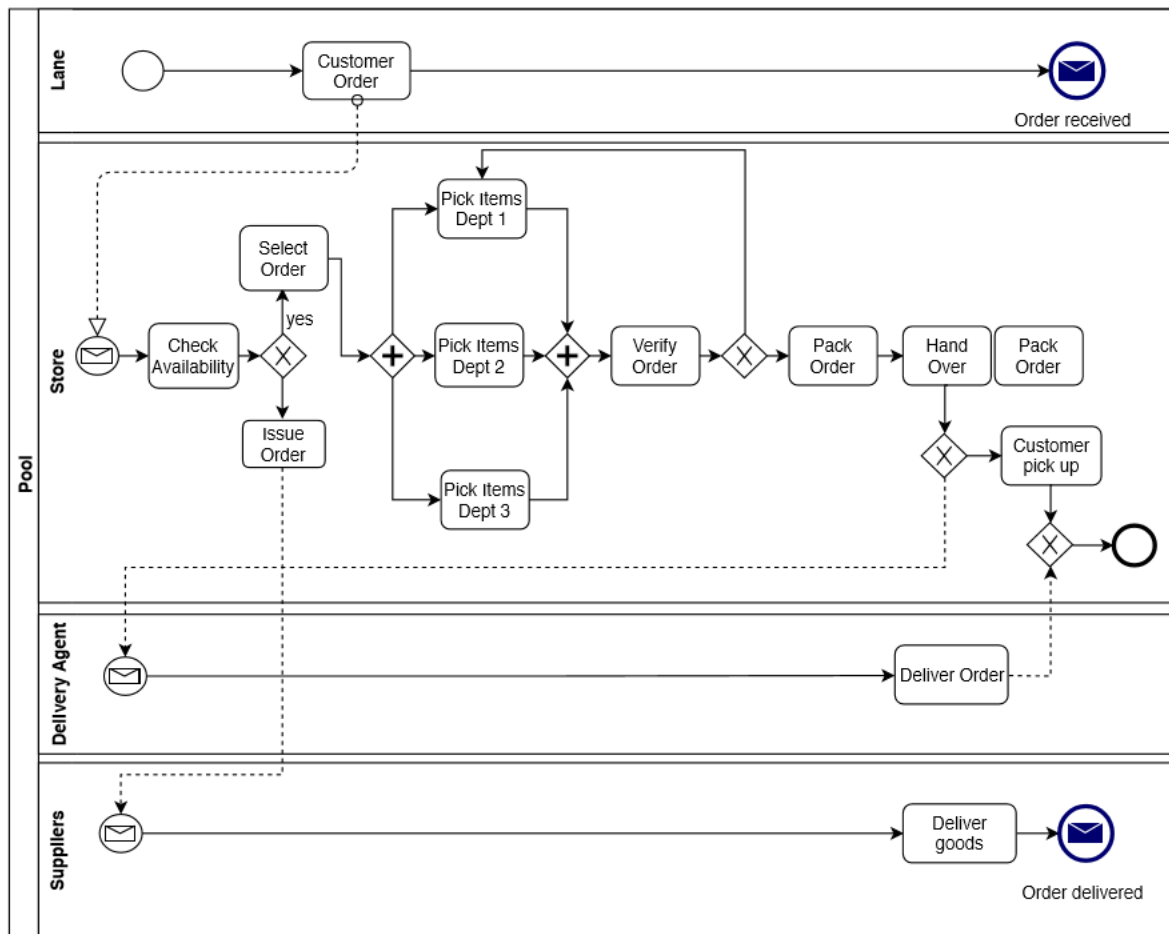 Pool
Lane
Customer
Order
Order received
Store
Check
Availability
Select
Order
yes
X
Issue
Order
Pick Items
Dept 1
Pick Items
Dept 2
Pick Items
Dept 3
Verify
Order
X
Pack
Order
Hand
Over
Pack
Order
X
Customer
pick up
X
Delivery Agent
Deliver Order
Suppliers
Deliver
goods
Order delivered